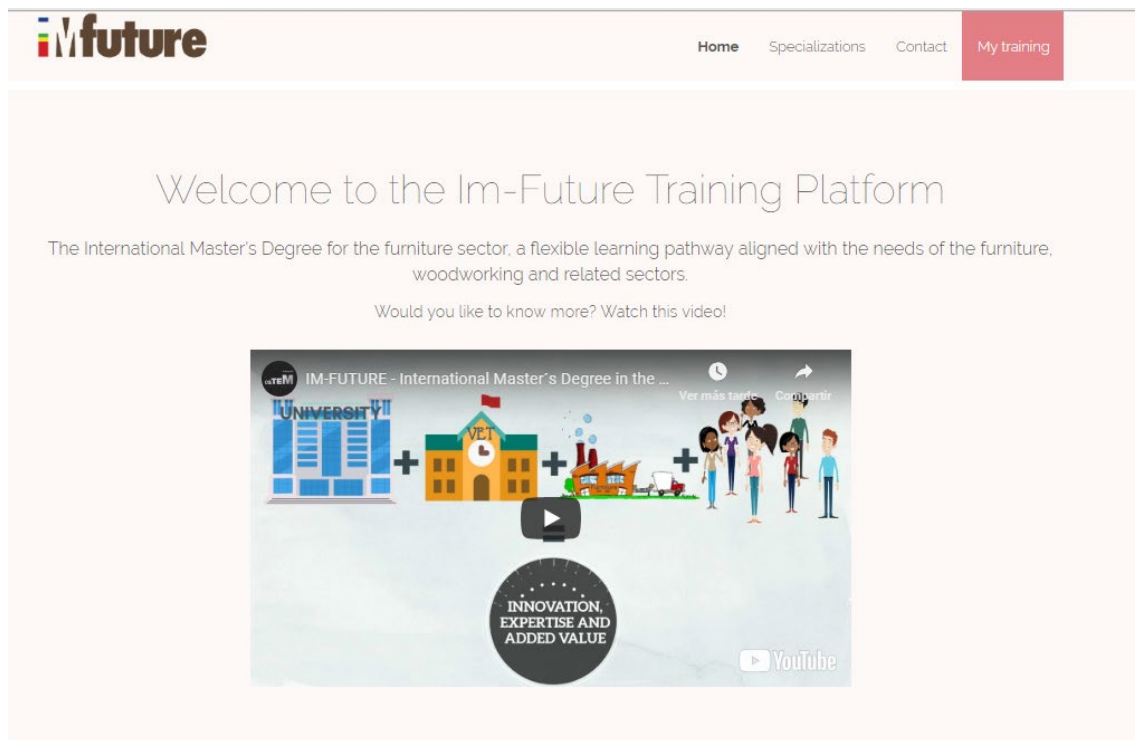 iMfuture
Home Specializations Contact My training
Welcome to the Im-Future Training Platform
The International Master's Degree for the furniture sector, a flexible learning pathway aligned with the needs of the furniture,
woodworking and related sectors.
Would you like to know more? Watch this video!
IM-FUTURE - International Master´s Degree in the ...
Ver más tarde Compartir
UNIVERSITY
VET
INNOVATION,
EXPERTISE AND
ADDED VALUE
YouTube